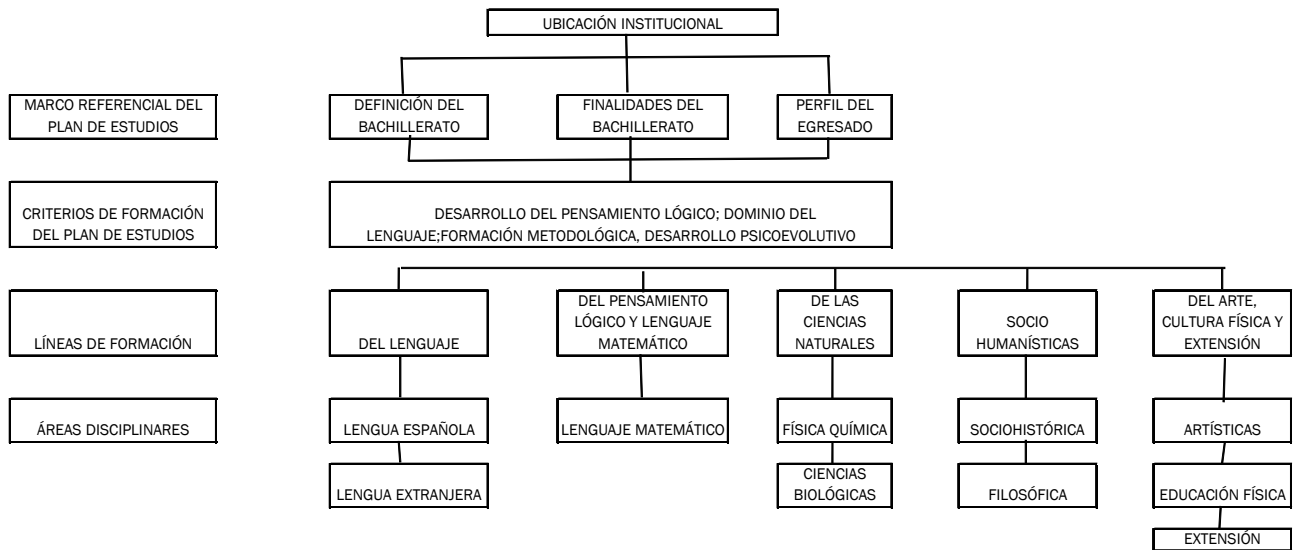 UBICACIÓN INSTITUCIONAL
MARCO REFERENCIAL DEL
PLAN DE ESTUDIOS
DEFINICIÓN DEL
BACHILLERATO
FINALIDADES DEL
BACHILLERATO
PERFIL DEL
EGRESADO
CRITERIOS DE FORMACIÓN
DEL PLAN DE ESTUDIOS
DESARROLLO DEL PENSAMIENTO LÓGICO; DOMINIO DEL
LENGUAJE;FORMACIÓN METODOLÓGICA, DESARROLLO PSICOEVOLUTIVO
LÍNEAS DE FORMACIÓN
DEL LENGUAJE
DEL PENSAMIENTO
LÓGICO Y LENGUAJE
MATEMÁTICO
DE LAS
CIENCIAS
NATURALES
SOCIO
HUMANÍSTICAS
DEL ARTE,
CULTURA FÍSICA Y
EXTENSIÓN
ÁREAS DISCIPLINARES
LENGUA ESPAÑOLA
LENGUAJE MATEMÁTICO
FÍSICA QUÍMICA
SOCIOHISTÓRICA
ARTÍSTICAS
LENGUA EXTRANJERA
CIENCIAS
BIOLÓGICAS
FILOSÓFICA
EDUCACIÓN FÍSICA
EXTENSIÓN